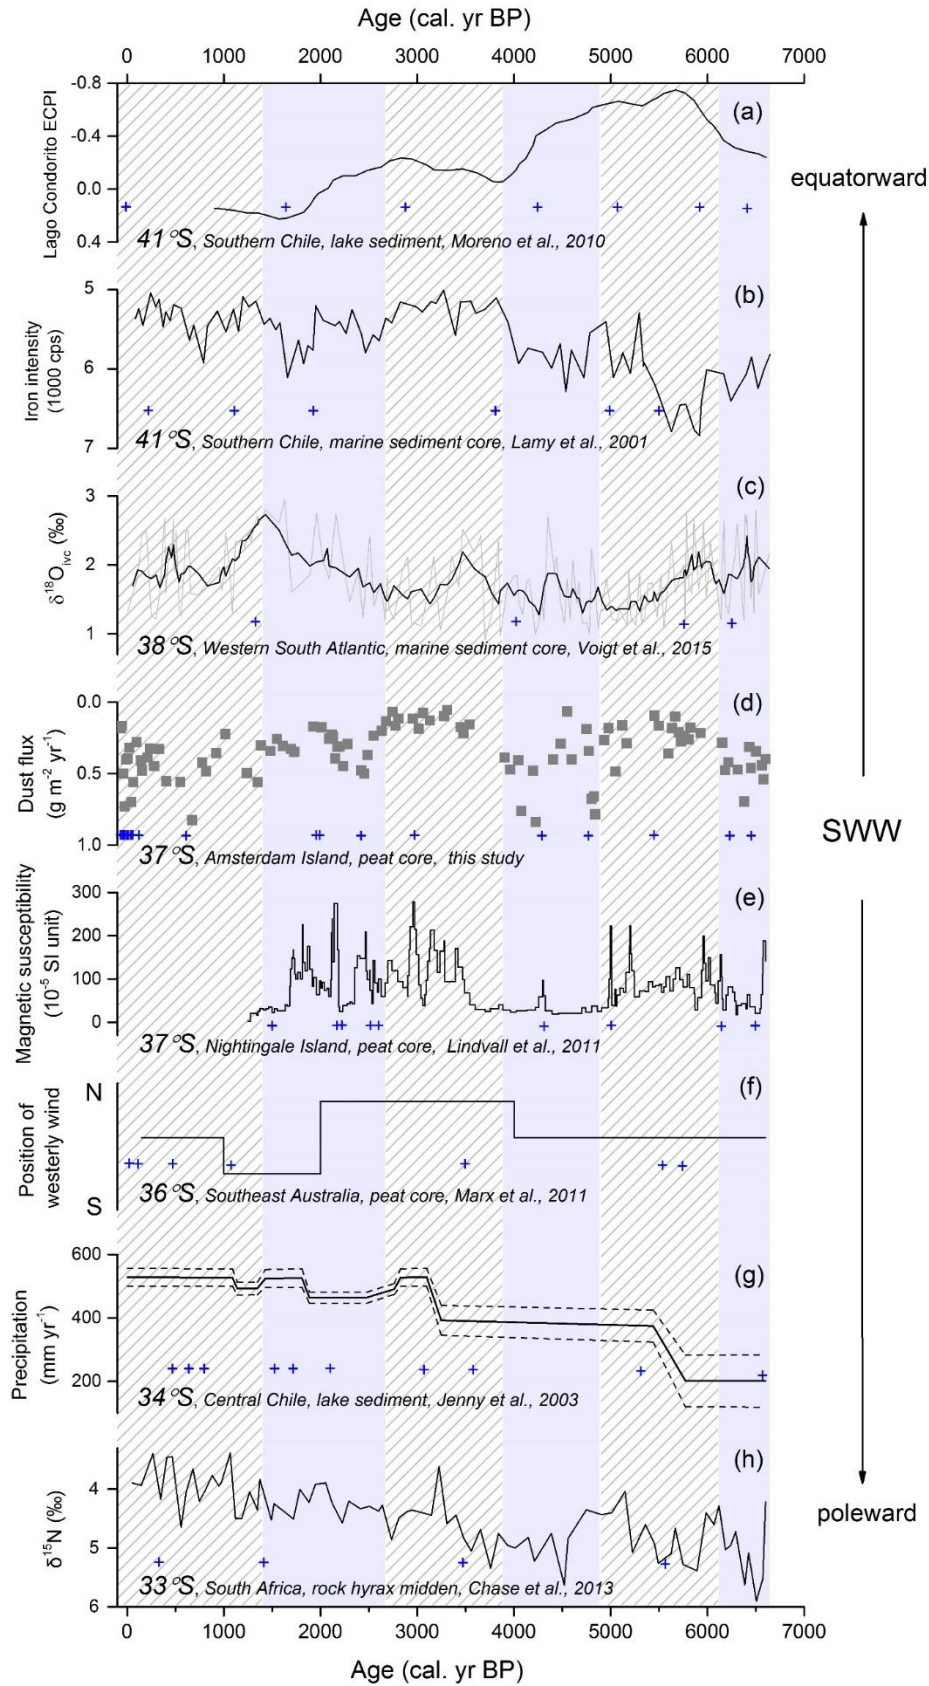 Age (cal. yr BP)
0 1000 2000 3000 4000 5000 6000 7000
-0.8
-0.4
0.0
0.4
Lago Condorito ECPI
(a)
41°S, Southern Chile, lake sediment, Moreno et al., 2010
equatorward
5
6
7
Iron intensity
(1000 cps)
(b)
41°S, Southern Chile, marine sediment core, Lamy et al., 2001
3
2
1
δ18Oivc (‰)
(c)
38°S, Western South Atlantic, marine sediment core, Voigt et al., 2015
0.0
0.5
1.0
Dust flux
(g m-2 yr-1)
(d)
37°S, Amsterdam Island, peat core, this study
SWW
300
200
100
0
Magnetic susceptibility
(10-5 SI unit)
(e)
37°S, Nightingale Island, peat core, Lindvall et al., 2011
N
S
Position of
westerly wind
(f)
36°S, Southeast Australia, peat core, Marx et al., 2011
600
400
200
Precipitation
(mm yr-1)
(g)
34°S, Central Chile, lake sediment, Jenny et al., 2003
4
5
6
δ15N (‰)
(h)
33°S, South Africa, rock hyrax midden, Chase et al., 2013
poleward
0 1000 2000 3000 4000 5000 6000 7000
Age (cal. yr BP)